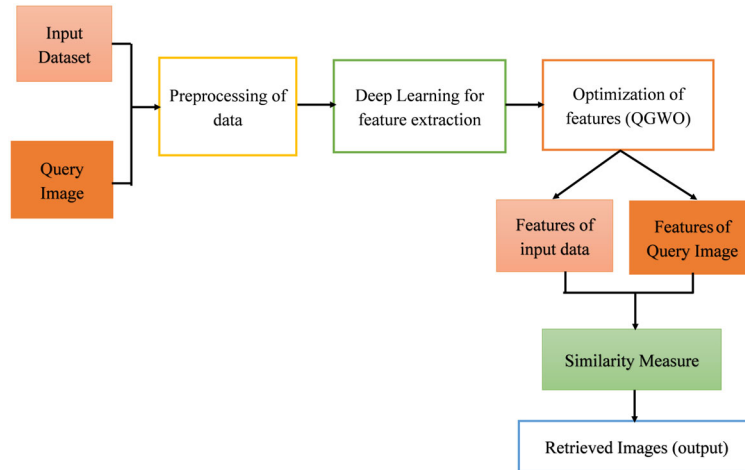 Input
Dataset
Query
Image
Preprocessing of
data
Deep Learning for
feature extraction
Optimization of
features (QGWO)
Features of
input data
Features of
Query Image
Similarity Measure
Retrieved Images (output)